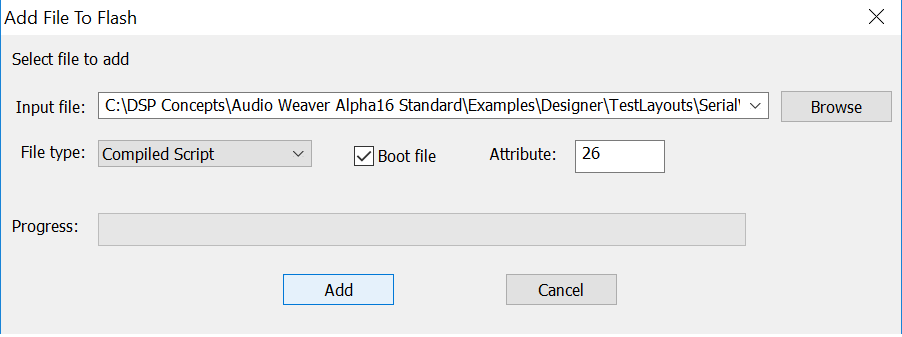 Add File To Flash
Select file to add
Input file: C:\DSP Concepts\Audio Weaver Alpha16 Standard\Examples\Designer\TestLayouts\Serial\ Browse
File type: Compiled Script Boot file Attribute: 26
Progress:
Add Cancel